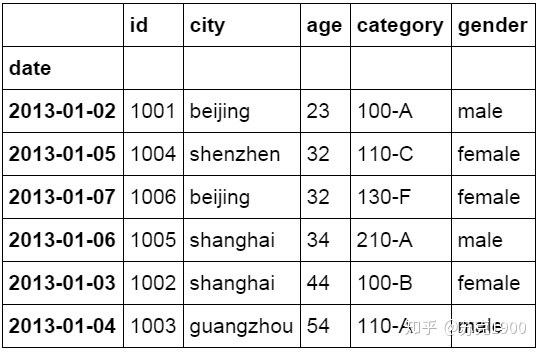 id city age category gender
date
2013-01-02 1001 beijing 23 100-A male
2013-01-05 1004 shenzhen 32 110-C female
2013-01-07 1006 beijing 32 130-F female
2013-01-06 1005 shanghai 34 210-A male
2013-01-03 1002 shanghai 44 100-B female
2013-01-04 1003 guangzhou 54 110-A male
知乎 1900